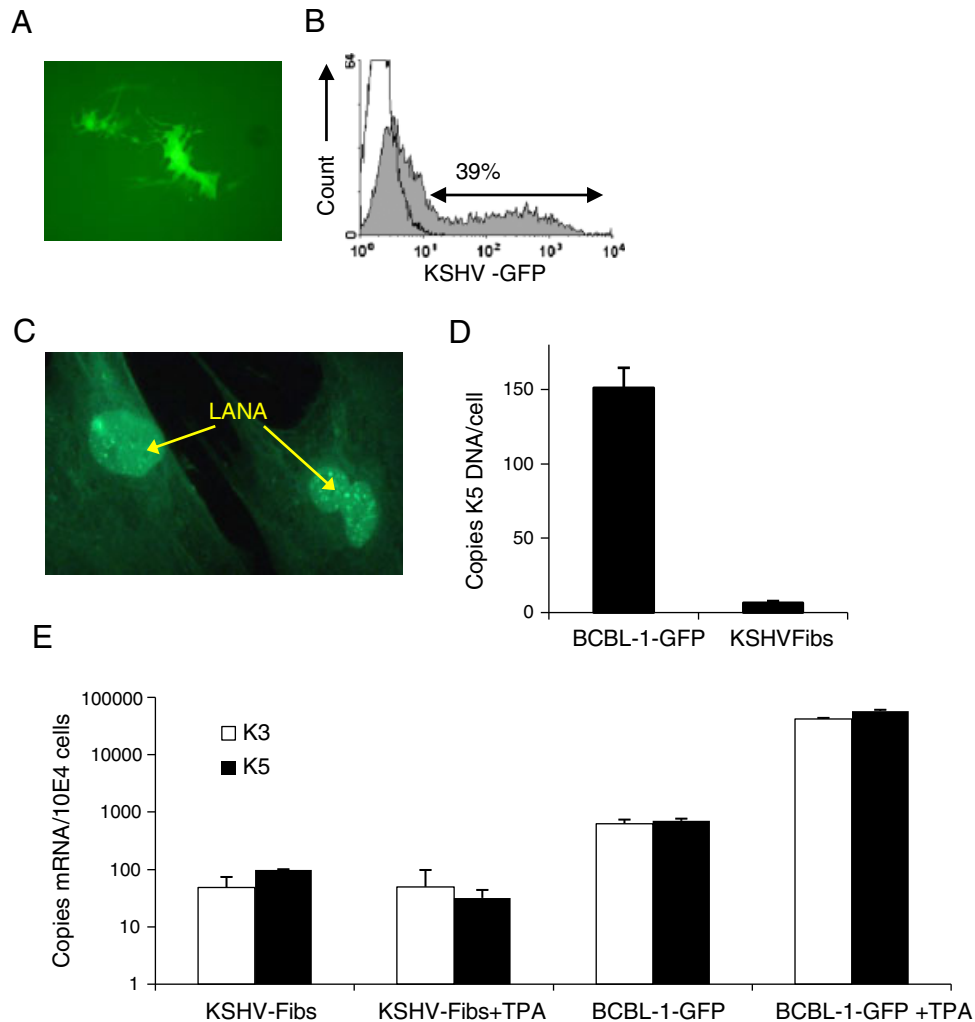 A
B
64
Count
39%
0
10⁰ 10¹ 10² 10³ 10⁴
KSHV -GFP
C
LANA
D
Copies K5 DNA/cell
150
100
50
0
BCBL-1-GFP KSHVFibs
E
Copies mRNA/10E4 cells
100000
10000
1000
100
10
1
K3
K5
KSHV-Fibs KSHV-Fibs+TPA BCBL-1-GFP BCBL-1-GFP +TPA